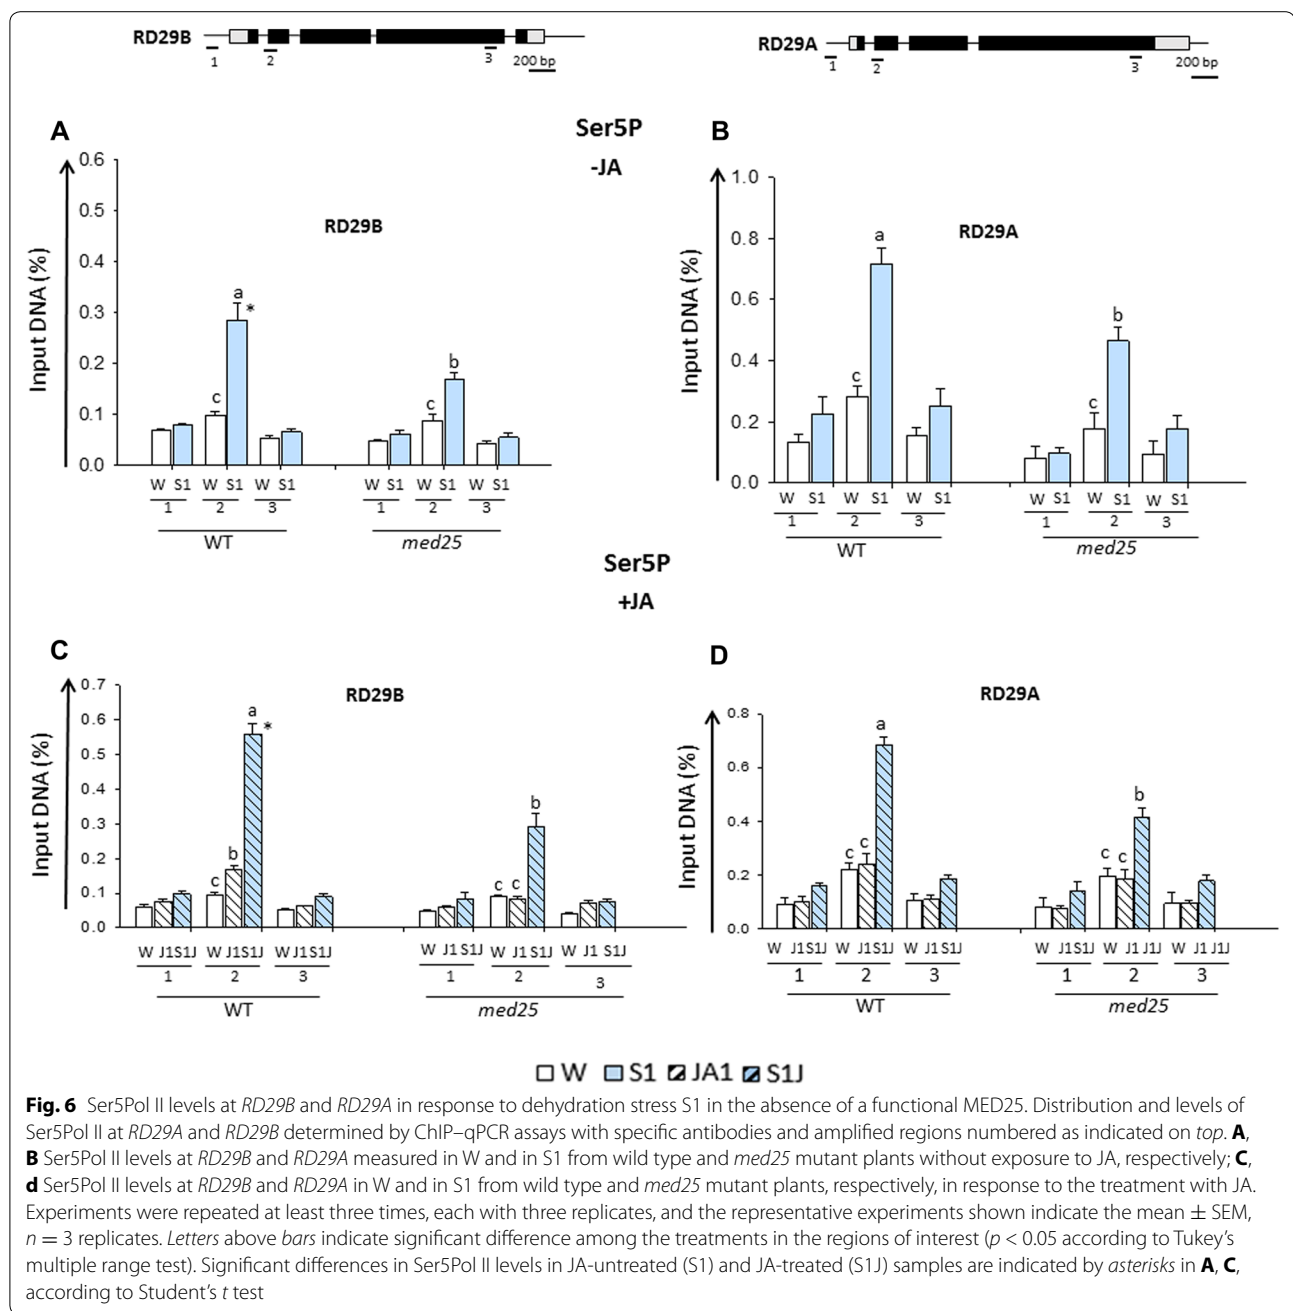 RD29B
1 2 3 200 bp
RD29A
1 2 3 200 bp
A
Ser5P
-JA
B
RD29B
Input DNA (%)
0.6
0.5
0.4
0.3
0.2
0.1
0.0
c a * c b
W S1 W S1 W S1 W S1 W S1 W S1
1 2 3 1 2 3
WT med25
RD29A
Input DNA (%)
1.0
0.8
0.6
0.4
0.2
0.0
c a c b
W S1 W S1 W S1 W S1 W S1 W S1
1 2 3 1 2 3
WT med25
Ser5P
+JA
C
RD29B
Input DNA (%)
0.7
0.6
0.5
0.4
0.3
0.2
0.1
0.0
c b a * c c b
W J1S1J W J1S1J W J1S1J W J1 S1J W J1 S1J W J1 S1J
1 2 3 1 2 3
WT med25
D
RD29A
Input DNA (%)
0.8
0.6
0.4
0.2
0.0
c c a c c b
W J1S1J W J1S1J W J1 S1J W J1S1J W J1 J1J W J1 J1J
1 2 3 1 2 3
WT med25
W S1 JA1 S1J
Fig. 6 Ser5Pol II levels at RD29B and RD29A in response to dehydration stress S1 in the absence of a functional MED25. Distribution and levels of
Ser5Pol II at RD29A and RD29B determined by ChIP–qPCR assays with specific antibodies and amplified regions numbered as indicated on top. A,
B Ser5Pol II levels at RD29B and RD29A measured in W and in S1 from wild type and med25 mutant plants without exposure to JA, respectively; C,
d Ser5Pol II levels at RD29B and RD29A in W and in S1 from wild type and med25 mutant plants, respectively, in response to the treatment with JA.
Experiments were repeated at least three times, each with three replicates, and the representative experiments shown indicate the mean ± SEM,
n = 3 replicates. Letters above bars indicate significant difference among the treatments in the regions of interest (p < 0.05 according to Tukey's
multiple range test). Significant differences in Ser5Pol II levels in JA-untreated (S1) and JA-treated (S1J) samples are indicated by asterisks in A, C,
according to Student's t test